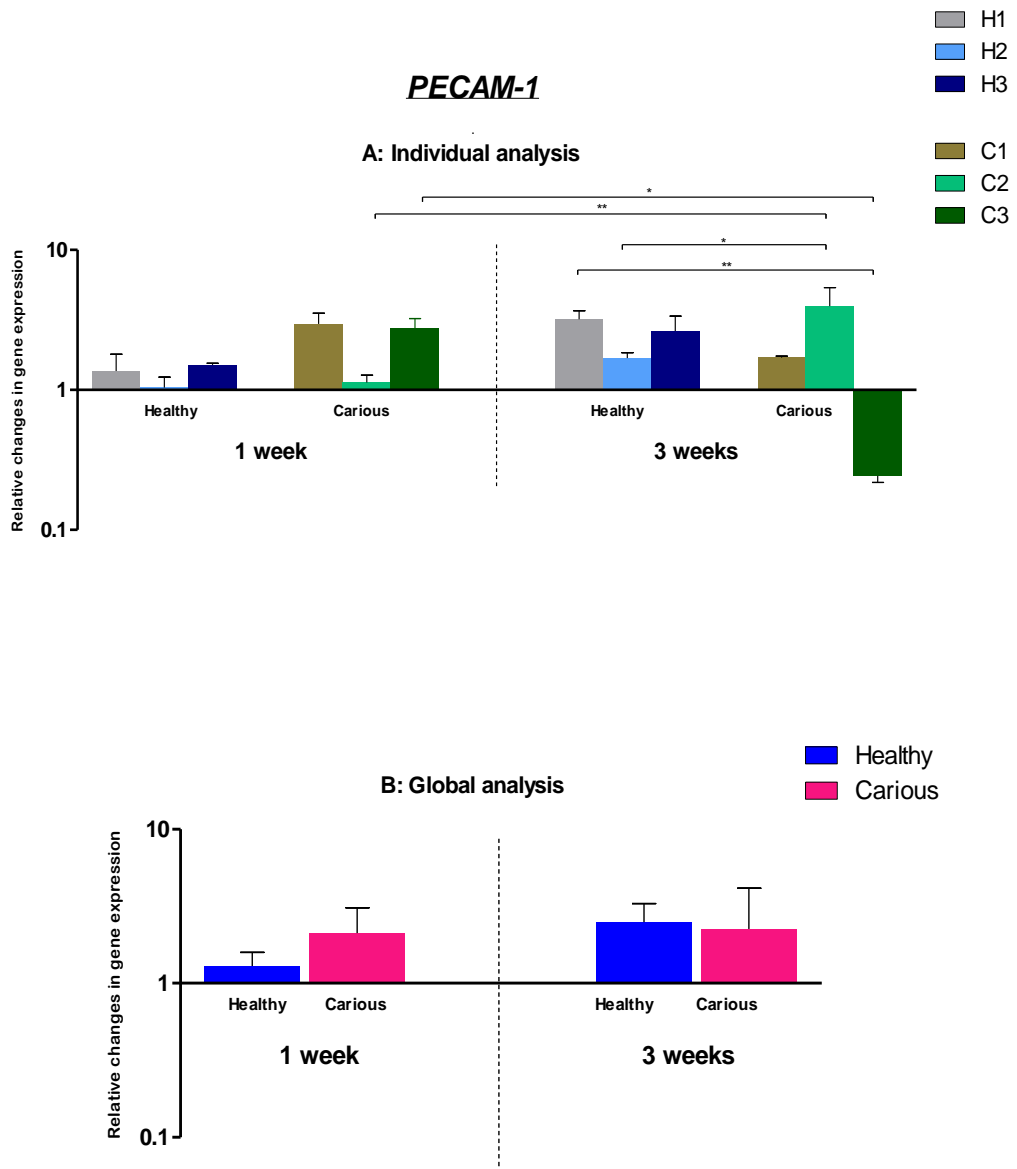 H1
H2
PECAM-1
H3
A: Individual analysis
C1
C2
C3
*
**
*
**
Relative changes in gene expression
10
1
0.1
Healthy Carious Healthy Carious
1 week 3 weeks
Healthy
Carious
B: Global analysis
Relative changes in gene expression
10
1
0.1
Healthy Carious Healthy Carious
1 week 3 weeks